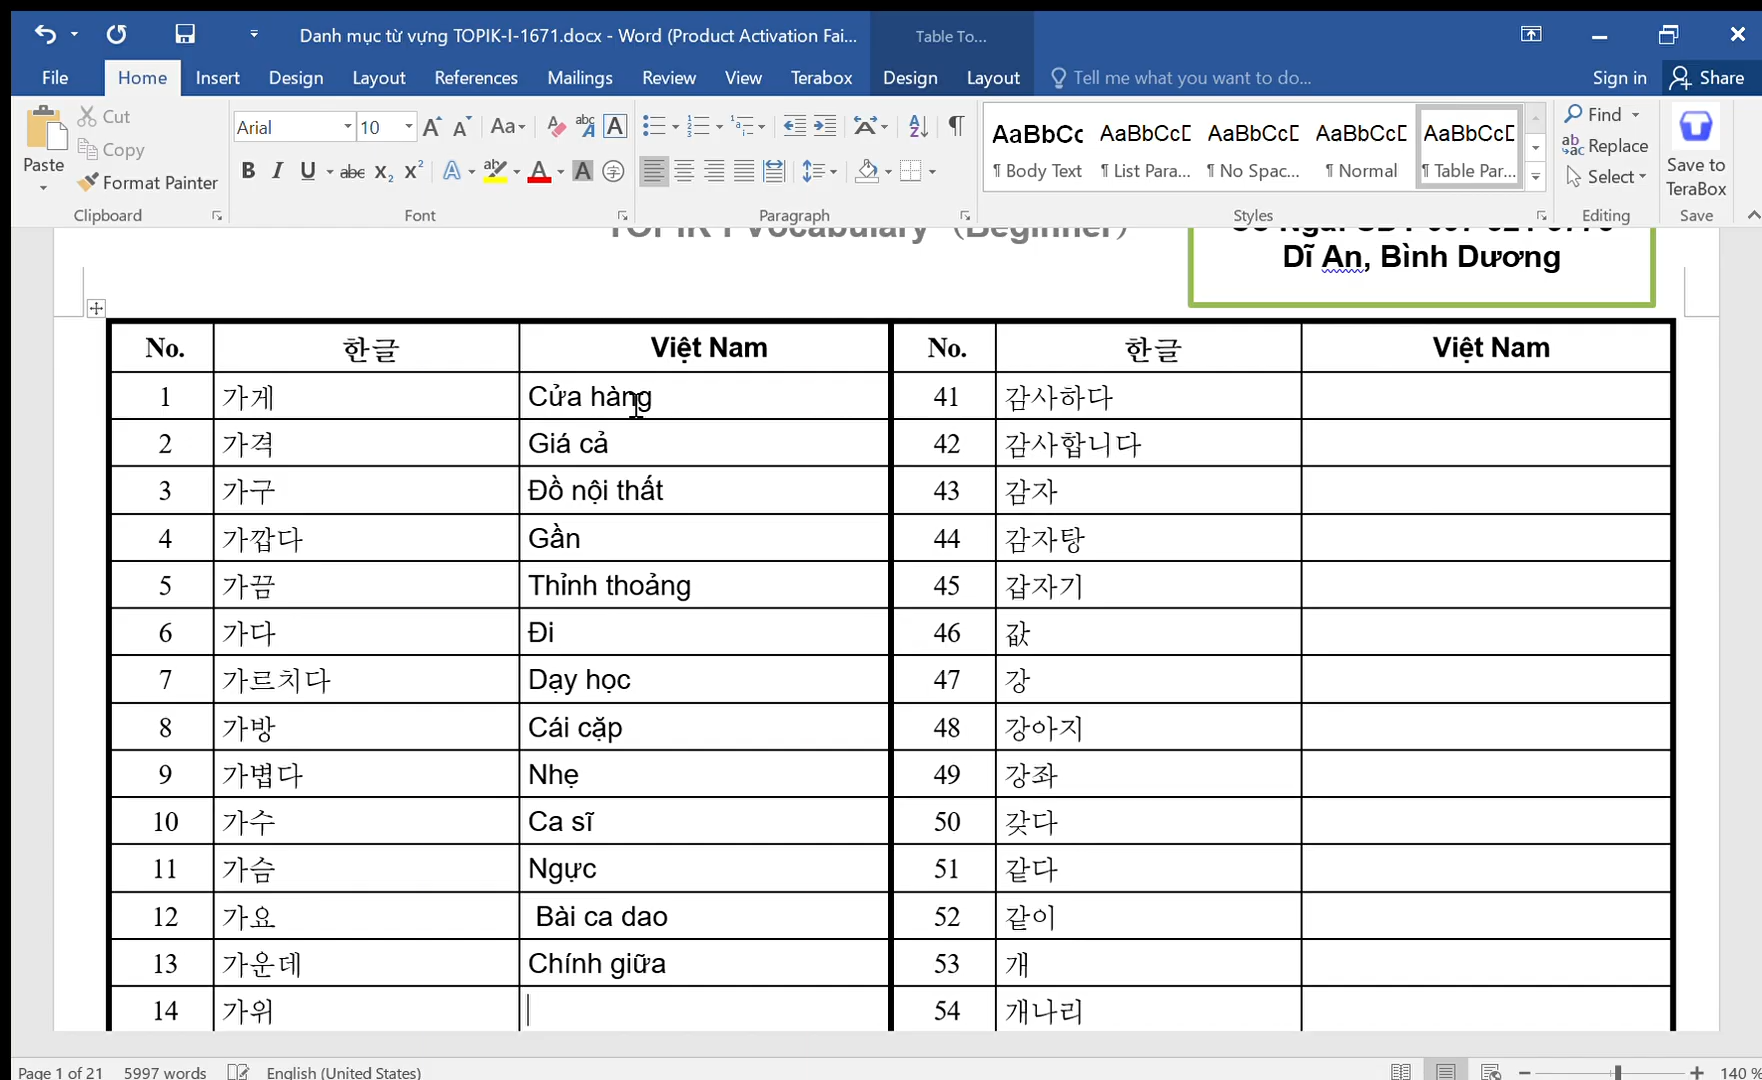 Danh mục từ vựng TOPIK-I-1671.docx - Word (Product Activation Fai...
Table To...
File Home Insert Design Layout References Mailings Review View Terabox Design Layout Tell me what you want to do... Sign in Share
Paste
Cut
Copy
Format Painter
Clipboard
Arial 10
Font
Paragraph
AaBbCc AaBbCcD AaBbCcD AaBbCcD AaBbCcD
¶ Body Text ¶ List Para... ¶ No Spac... ¶ Normal ¶ Table Par...
Styles
Find
Replace
Select
Editing
Save to
TeraBox
Save
TOPIK I Vocabulary (Beginner)
Dĩ An, Bình Dương
No. 한글 Việt Nam No. 한글 Việt Nam
1 가게 Cửa hàng 41 감사하다
2 가격 Giá cả 42 감사합니다
3 가구 Đồ nội thất 43 감자
4 가깝다 Gần 44 감자탕
5 가끔 Thỉnh thoảng 45 갑자기
6 가다 Đi 46 값
7 가르치다 Dạy học 47 강
8 가방 Cái cặp 48 강아지
9 가볍다 Nhẹ 49 강좌
10 가수 Ca sĩ 50 갖다
11 가슴 Ngực 51 같다
12 가요 Bài ca dao 52 같이
13 가운데 Chính giữa 53 개
14 가위 54 개나리
Page 1 of 21 5997 words English (United States) 140 %